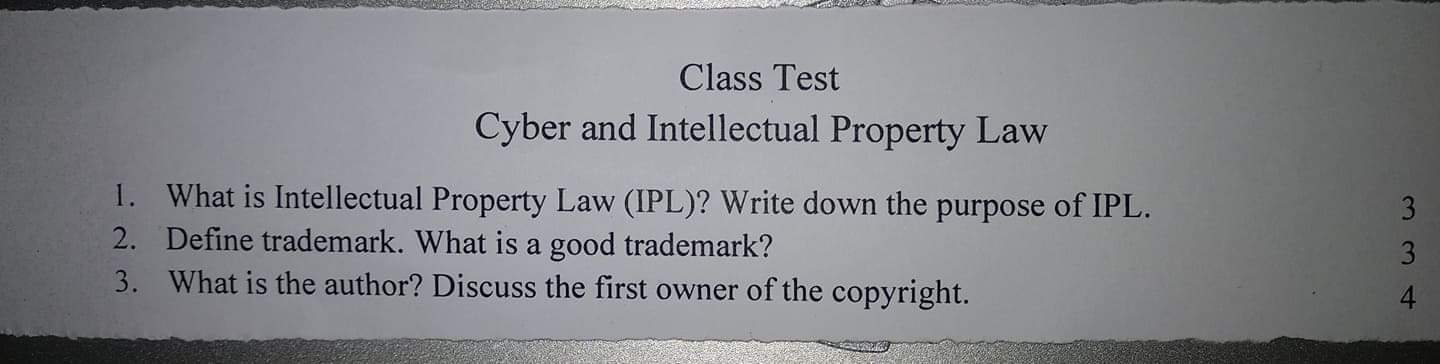 Class Test
Cyber and Intellectual Property Law
1. What is Intellectual Property Law (IPL)? Write down the purpose of IPL. 3
2. Define trademark. What is a good trademark? 3
3. What is the author? Discuss the first owner of the copyright. 4